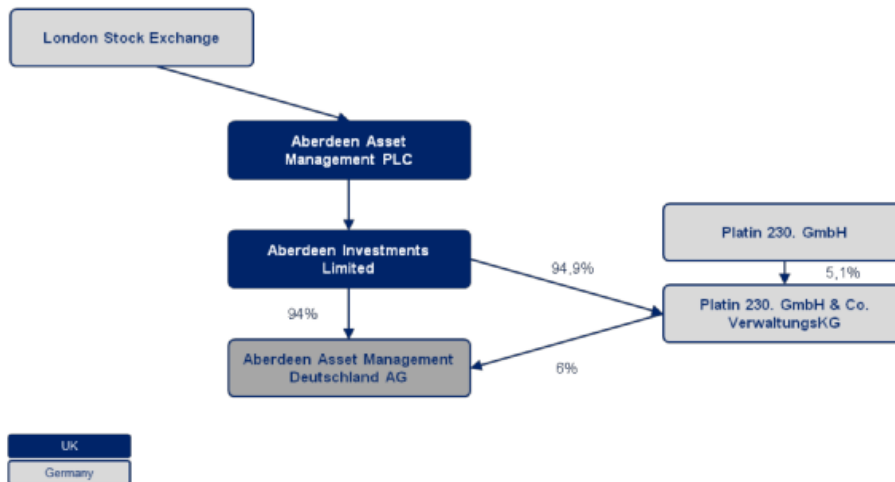 London Stock Exchange
Aberdeen Asset
Management PLC
Aberdeen Investments
Limited
Platin 230. GmbH
94,9%
5,1%
Platin 230. GmbH & Co.
VerwaltungsKG
94%
Aberdeen Asset Management
Deutschland AG
6%
UK
Germany